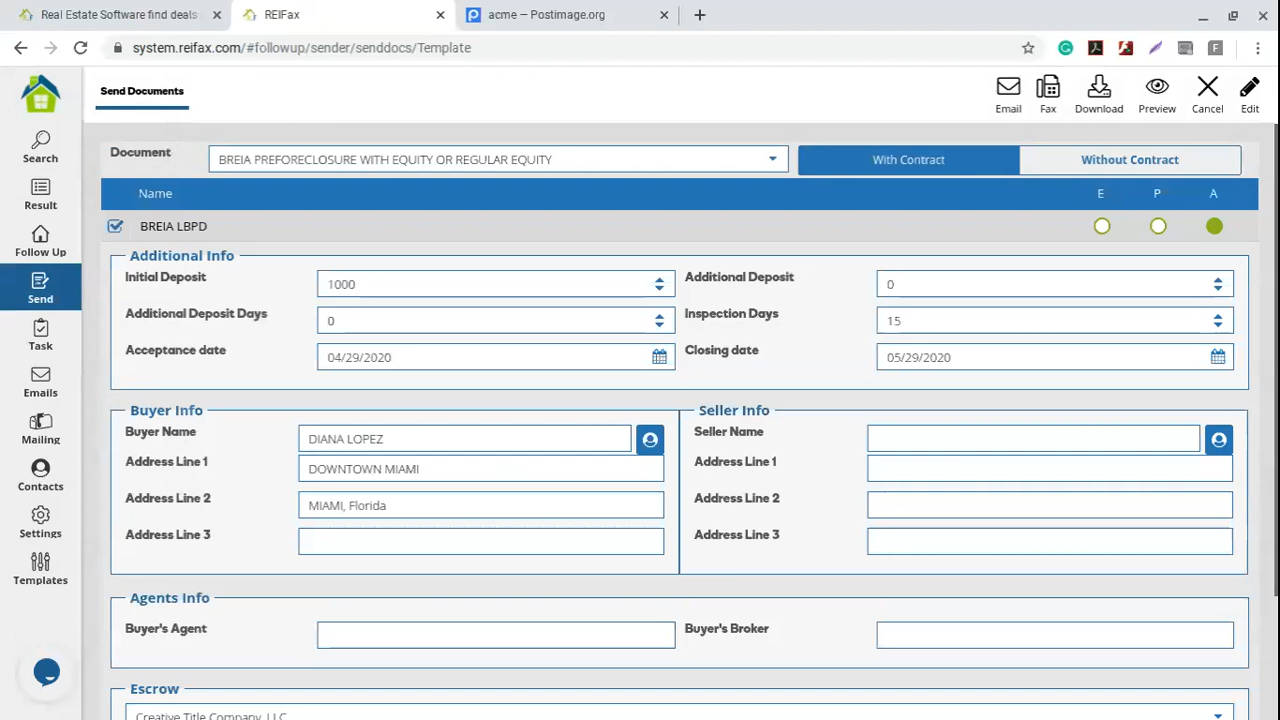 Real Estate Software find deals
REIFax
acme — Postimage.org
system.reifax.com/#followup/sender/senddocs/Template
Send Documents
Email
Fax
Download
Preview
Cancel
Edit
Search
Result
Follow Up
Send
Task
Emails
Mailing
Contacts
Settings
Templates
Document
BREIA PREFORECLOSURE WITH EQUITY OR REGULAR EQUITY
With Contract
Without Contract
Name
E
P
A
BREIA LBPD
Additional Info
Initial Deposit
1000
Additional Deposit
0
Additional Deposit Days
0
Inspection Days
15
Acceptance date
04/29/2020
Closing date
05/29/2020
Buyer Info
Buyer Name
DIANA LOPEZ
Address Line 1
DOWNTOWN MIAMI
Address Line 2
MIAMI, Florida
Address Line 3
Seller Info
Seller Name
Address Line 1
Address Line 2
Address Line 3
Agents Info
Buyer's Agent
Buyer's Broker
Escrow
Creative Title Company, LLC